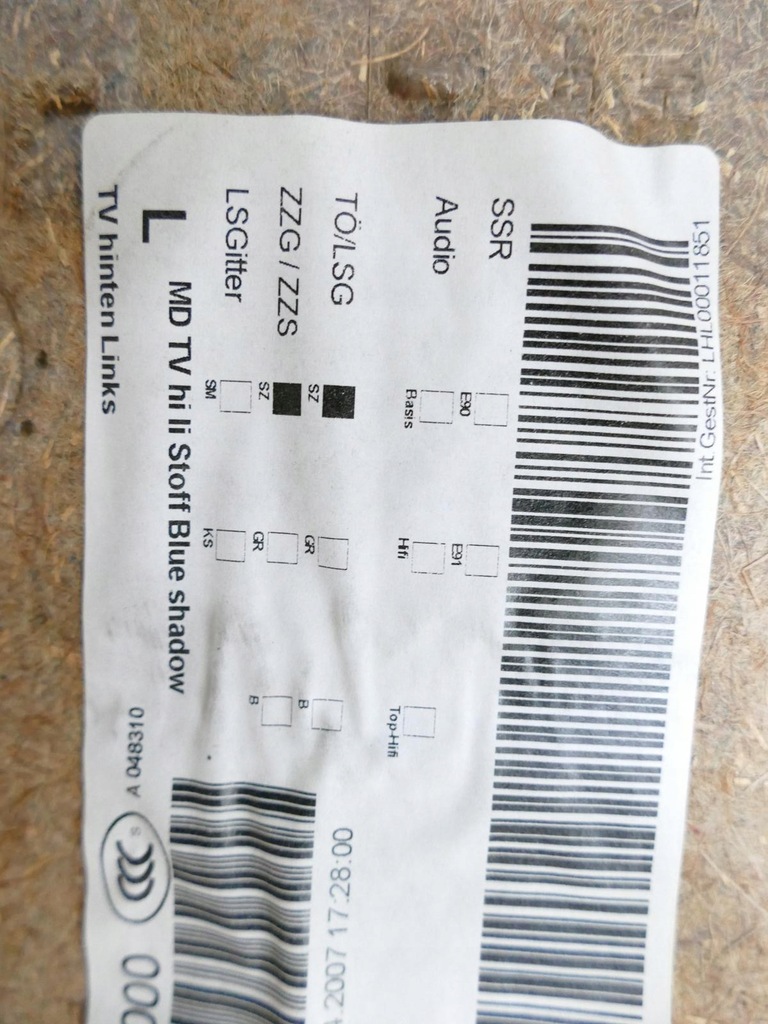 Int GestNr: LHL00011851
SSR E90 E91
Audio Basis Hifi Top-Hifi
TÖ/LSG SZ GR B
ZZG / ZZS SZ GR B
LSGitter SM KS
2007 17:28:00
L MD TV hi li Stoff Blue shadow
TV hinten Links A 048310 S
000